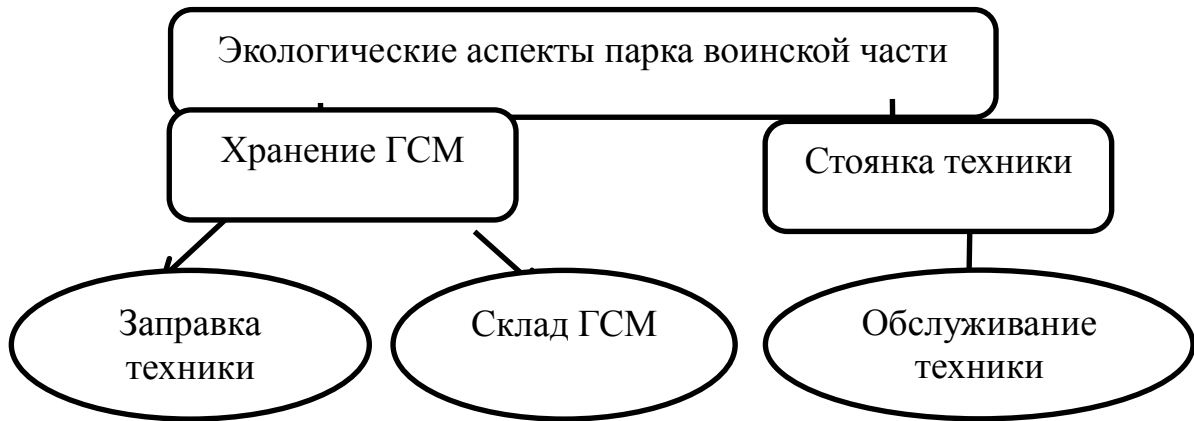 Экологические аспекты парка воинской части
Хранение ГСМ
Стоянка техники
Заправка
техники
Склад ГСМ
Обслуживание
техники